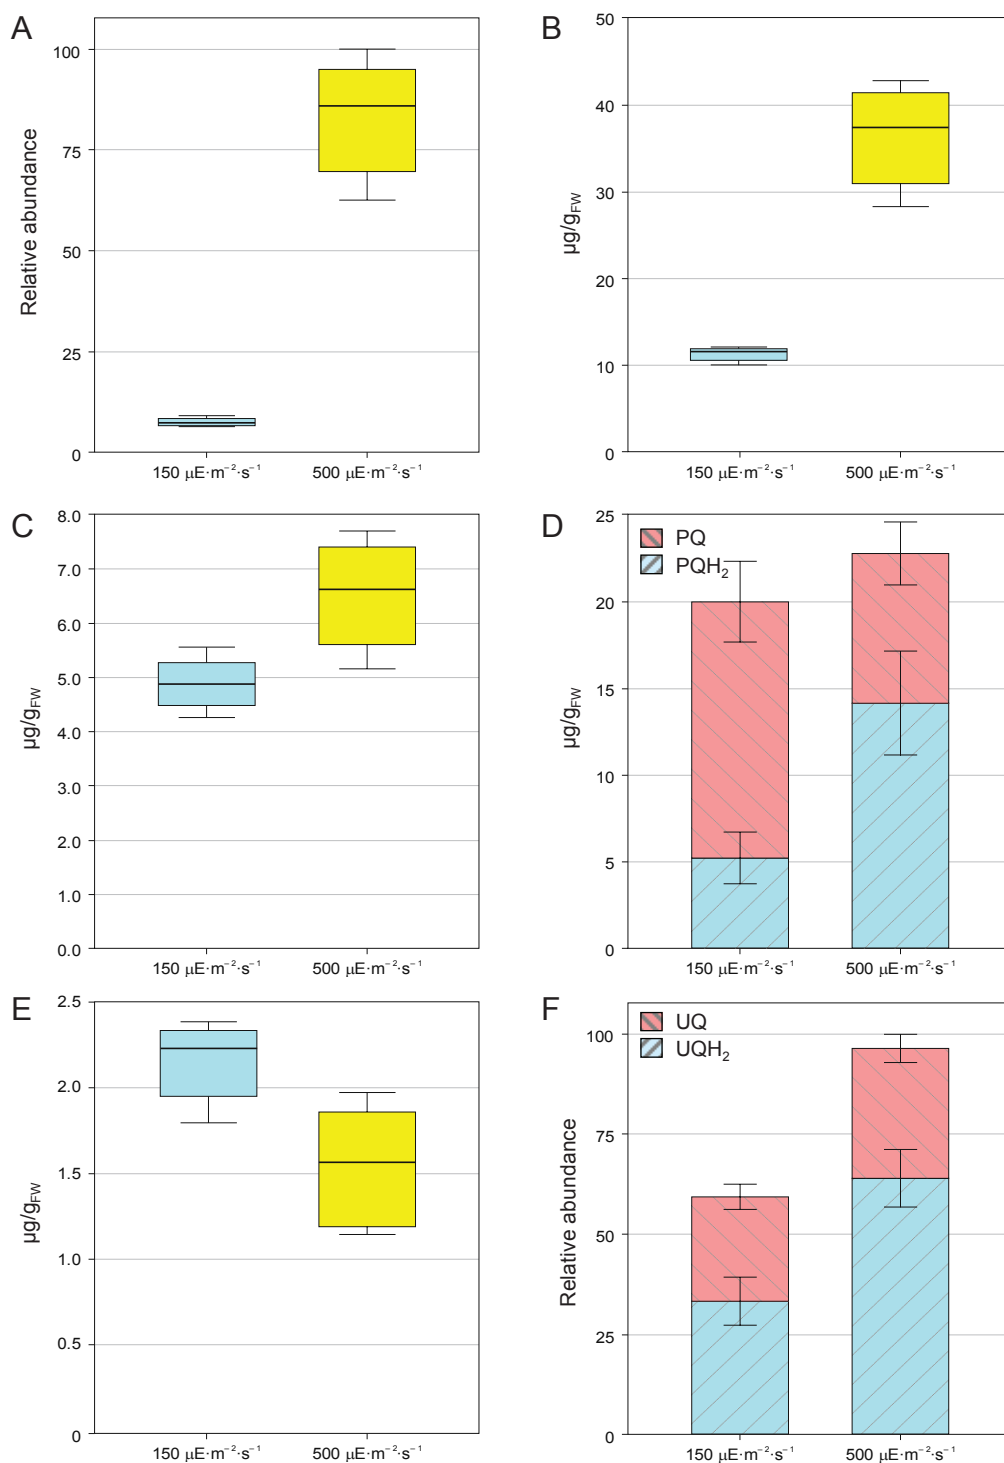 A
Relative abundance
100
75
50
25
0
150 µE·m⁻²·s⁻¹
500 µE·m⁻²·s⁻¹
B
µg/gFW
50
40
30
20
10
0
150 µE·m⁻²·s⁻¹
500 µE·m⁻²·s⁻¹
C
µg/gFW
8.0
7.0
6.0
5.0
4.0
3.0
2.0
1.0
0.0
150 µE·m⁻²·s⁻¹
500 µE·m⁻²·s⁻¹
D
µg/gFW
25
20
15
10
5
0
PQ
PQH₂
150 µE·m⁻²·s⁻¹
500 µE·m⁻²·s⁻¹
E
µg/gFW
2.5
2.0
1.5
1.0
0.5
0
150 µE·m⁻²·s⁻¹
500 µE·m⁻²·s⁻¹
F
Relative abundance
100
75
50
25
0
UQ
UQH₂
150 µE·m⁻²·s⁻¹
500 µE·m⁻²·s⁻¹